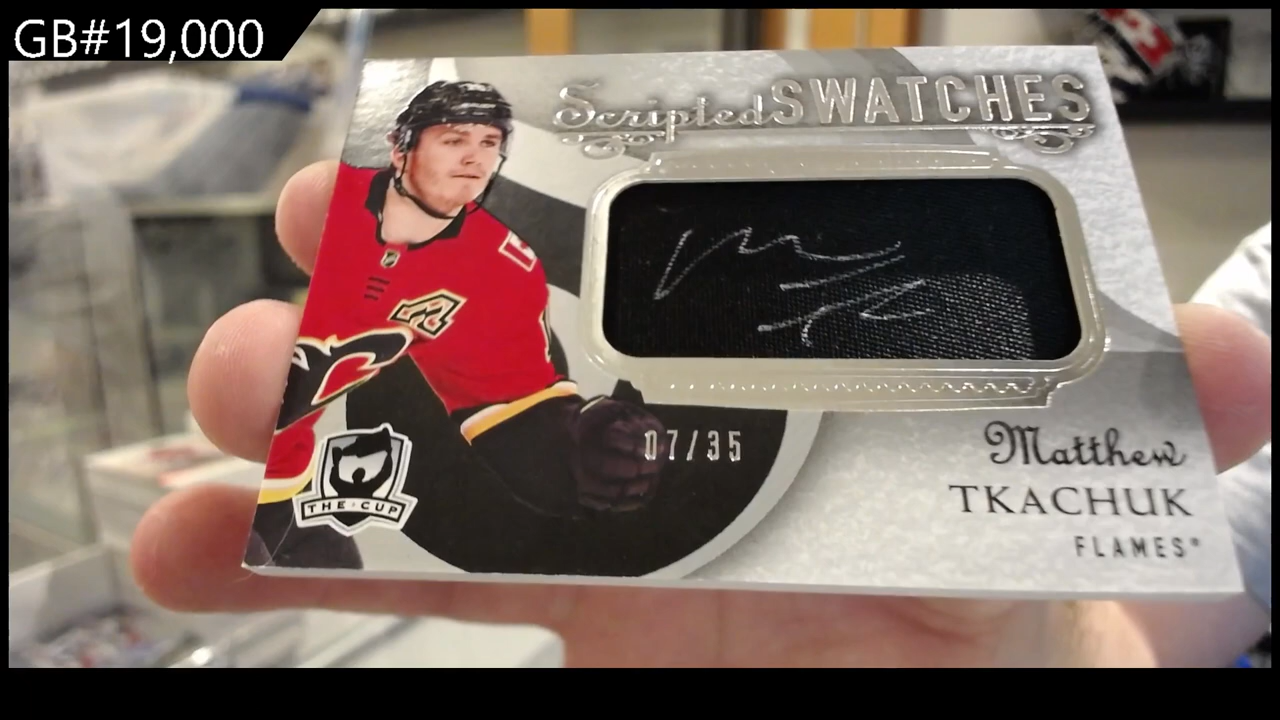 GB#19,000
Scripted SWATCHES
07/35
Matthew
TKACHUK
FLAMES®
THE·CUP